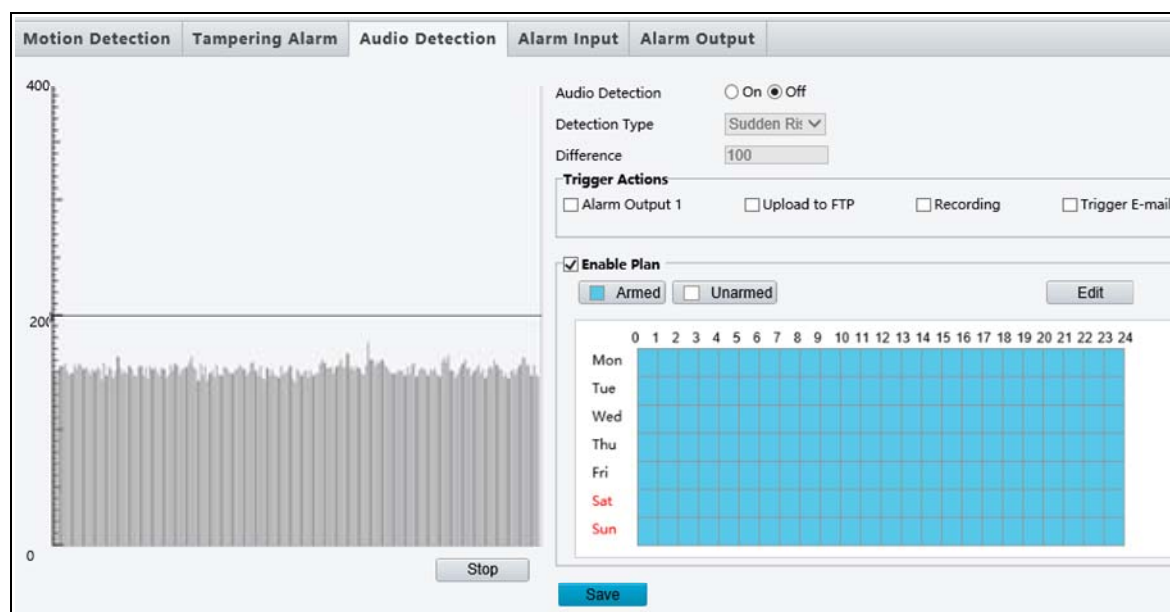 Motion Detection Tampering Alarm Audio Detection Alarm Input Alarm Output
400
200
0
Stop
Audio Detection On Off
Detection Type Sudden Ris
Difference 100
Trigger Actions
Alarm Output 1 Upload to FTP Recording Trigger E-mail
Enable Plan
Armed Unarmed Edit
0 1 2 3 4 5 6 7 8 9 10 11 12 13 14 15 16 17 18 19 20 21 22 23 24
Mon
Tue
Wed
Thu
Fri
Sat
Sun
Save